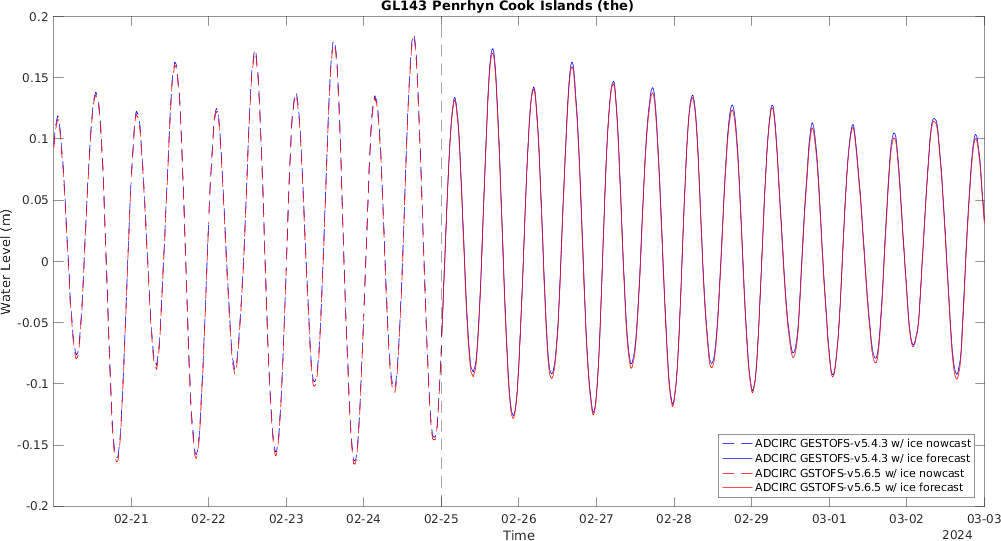 GL143 Penrhyn Cook Islands (the)
0.2
0.15
0.1
0.05
0
-0.05
-0.1
-0.15
-0.2
Water Level (m)
ADCIRC GESTOFS-v5.4.3 w/ ice nowcast
ADCIRC GESTOFS-v5.4.3 w/ ice forecast
ADCIRC GSTOFS-v5.6.5 w/ ice nowcast
ADCIRC GSTOFS-v5.6.5 w/ ice forecast
02-21 02-22 02-23 02-24 02-25 02-26 02-27 02-28 02-29 03-01 03-02 03-03
Time
2024